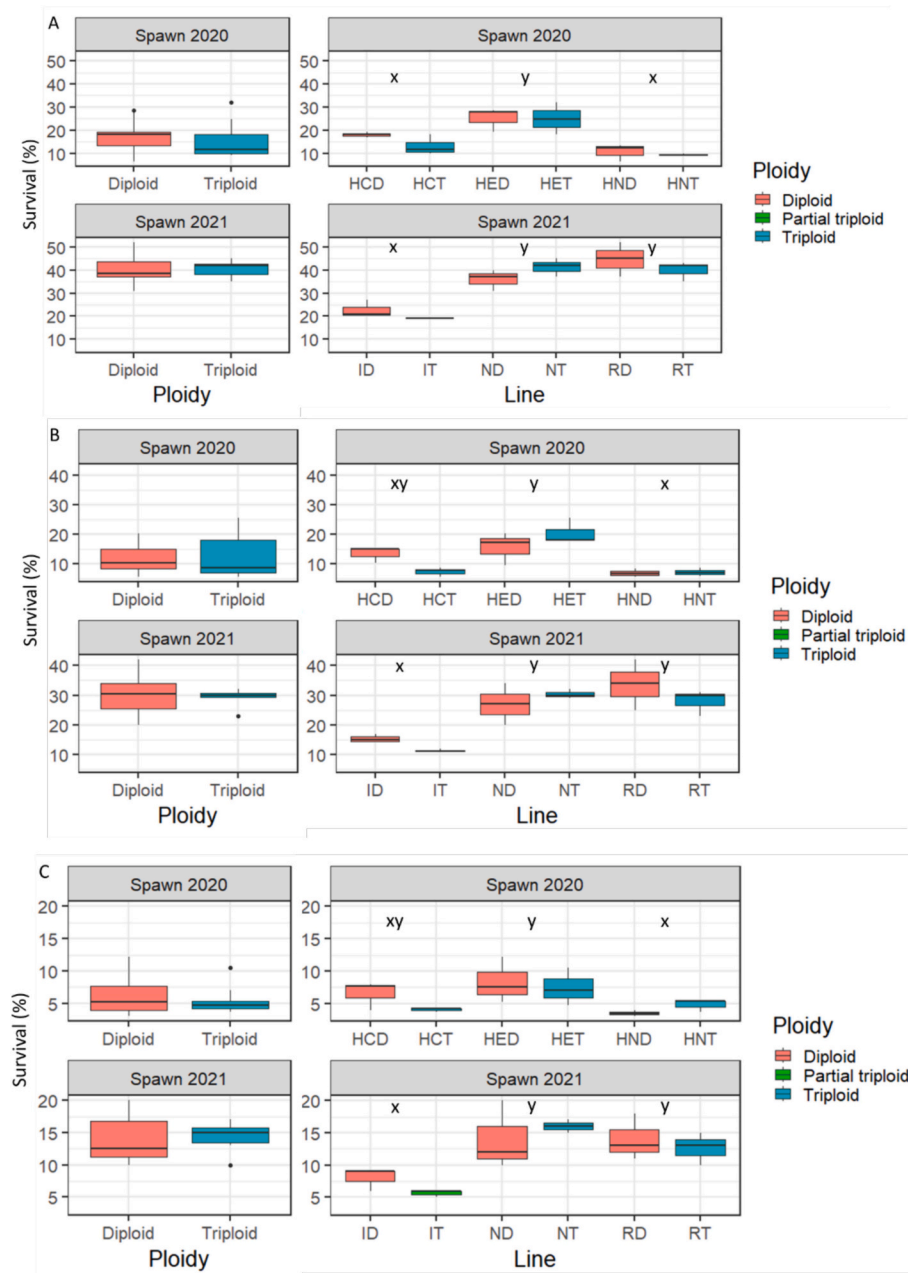 A
Spawn 2020
Spawn 2020
50
40
30
20
10
50
40
30
20
10
x
y
x
Diploid
Triploid
HCD
HCT
HED
HET
HND
HNT
Survival (%)
Spawn 2021
Spawn 2021
50
40
30
20
10
50
40
30
20
10
x
y
y
Diploid
Triploid
ID
IT
ND
NT
RD
RT
Ploidy
Line
Ploidy
Diploid
Partial triploid
Triploid
B
Spawn 2020
Spawn 2020
40
30
20
10
40
30
20
10
xy
y
x
Diploid
Triploid
HCD
HCT
HED
HET
HND
HNT
Survival (%)
Spawn 2021
Spawn 2021
40
30
20
10
40
30
20
10
x
y
y
Diploid
Triploid
ID
IT
ND
NT
RD
RT
Ploidy
Line
Ploidy
Diploid
Partial triploid
Triploid
C
Spawn 2020
Spawn 2020
20
15
10
5
20
15
10
5
xy
y
x
Diploid
Triploid
HCD
HCT
HED
HET
HND
HNT
Survival (%)
Spawn 2021
Spawn 2021
20
15
10
5
20
15
10
5
x
y
y
Diploid
Triploid
ID
IT
ND
NT
RD
RT
Ploidy
Line
Ploidy
Diploid
Partial triploid
Triploid